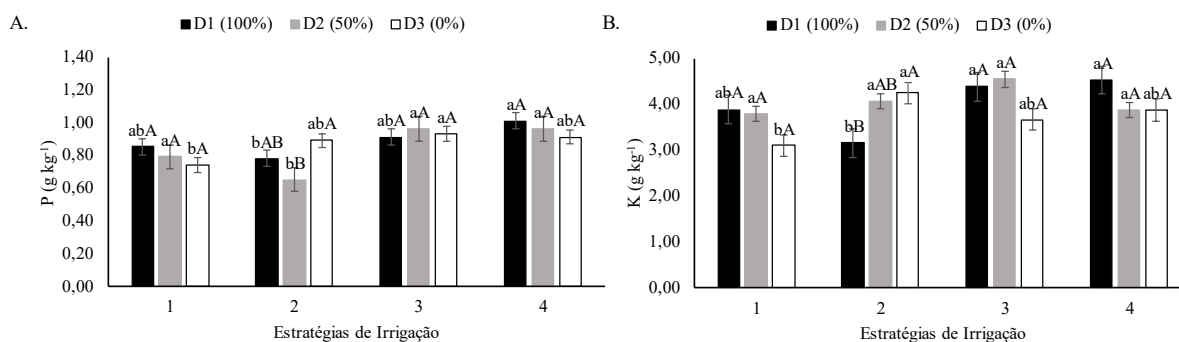 A.
D1 (100%) D2 (50%) D3 (0%)
P (g kg⁻¹)
1,40
1,20
1,00
0,80
0,60
0,40
0,20
0,00
abA aA bA
bAB bB abA
abA aA aA
aA aA abA
1 2 3 4
Estratégias de Irrigação
B.
D1 (100%) D2 (50%) D3 (0%)
K (g kg⁻¹)
5,00
4,00
3,00
2,00
1,00
0,00
abA aA bA
bB aAB aA
aA aA abA
aA aA abA
1 2 3 4
Estratégias de Irrigação